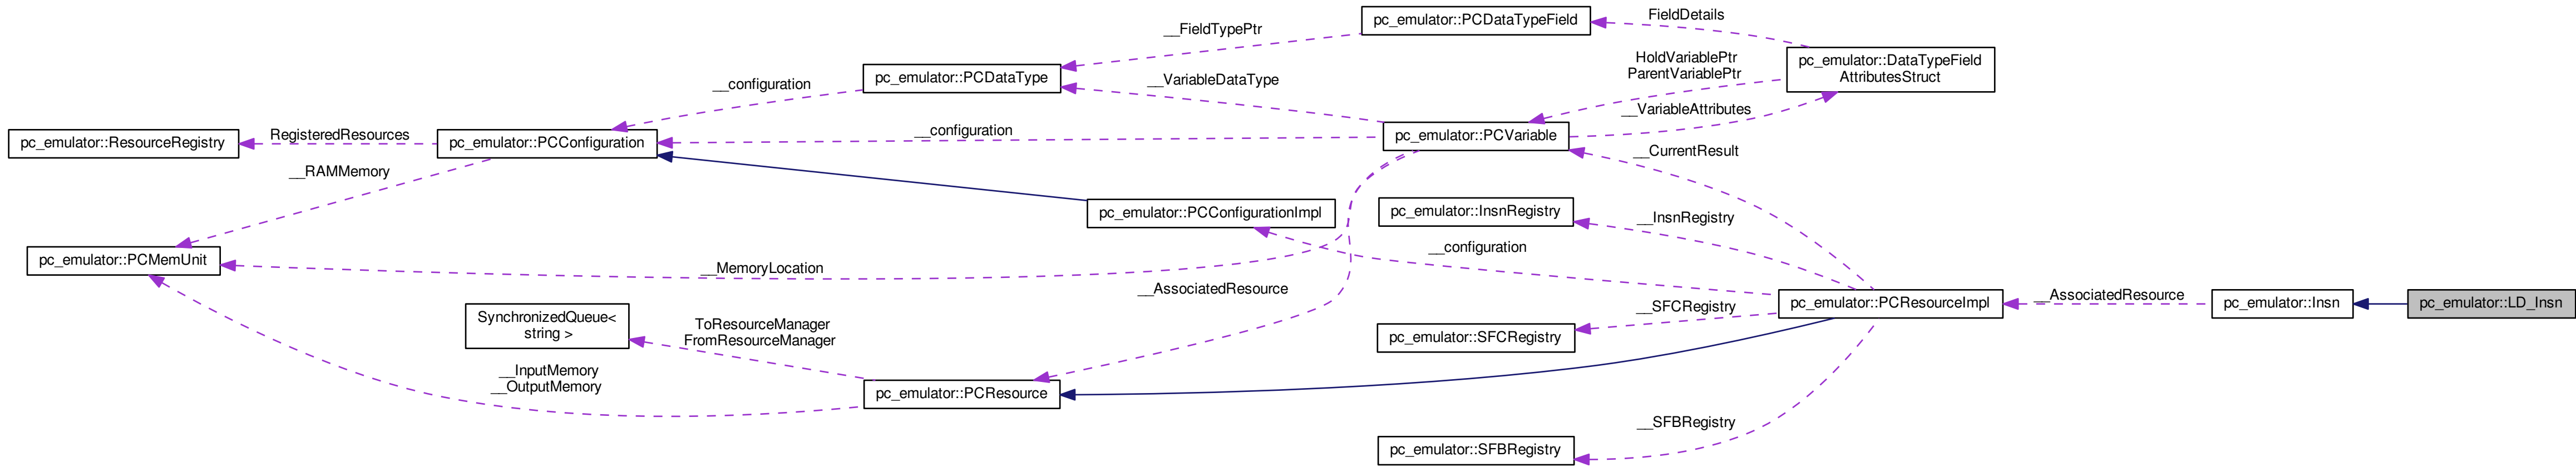 pc_emulator::PCDataTypeField
FieldDetails
__FieldTypePtr
HoldVariablePtr
ParentVariablePtr
pc_emulator::DataTypeField
AttributesStruct
pc_emulator::PCDataType
__VariableDataType
__configuration
__VariableAttributes
pc_emulator::ResourceRegistry
RegisteredResources
pc_emulator::PCConfiguration
__configuration
pc_emulator::PCVariable
__CurrentResult
__RAMMemory
pc_emulator::PCConfigurationImpl
pc_emulator::InsnRegistry
__InsnRegistry
__configuration
pc_emulator::PCMemUnit
__MemoryLocation
__AssociatedResource
pc_emulator::PCResourceImpl
__AssociatedResource
pc_emulator::Insn
pc_emulator::LD_Insn
SynchronizedQueue<
string >
ToResourceManager
FromResourceManager
__SFCRegistry
pc_emulator::SFCRegistry
__InputMemory
__OutputMemory
pc_emulator::PCResource
__SFBRegistry
pc_emulator::SFBRegistry